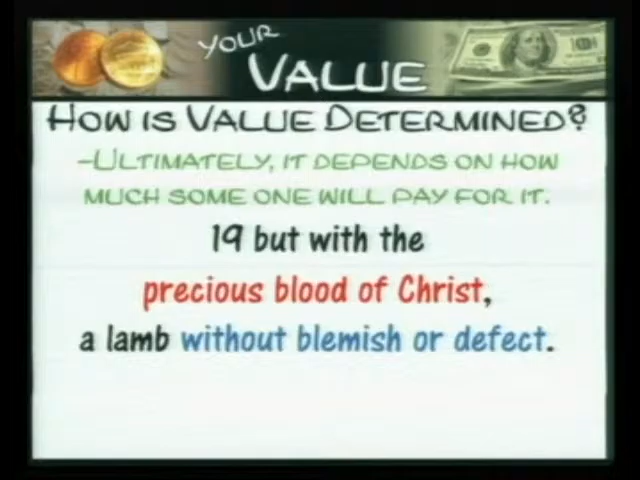 YOUR
VALUE
HOW IS VALUE DETERMINED?
-ULTIMATELY, IT DEPENDS ON HOW
MUCH SOME ONE WILL PAY FOR IT.
19 but with the
precious blood of Christ,
a lamb without blemish or defect.